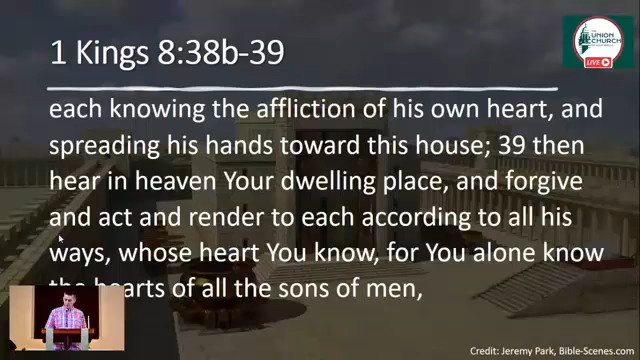 1 Kings 8:38b-39
UNION
CHURCH
LIVE
each knowing the affliction of his own heart, and
spreading his hands toward this house; 39 then
hear in heaven Your dwelling place, and forgive
and act and render to each according to all his
ways, whose heart You know, for You alone know
the hearts of all the sons of men,
Credit: Jeremy Park, Bible-Scenes.com